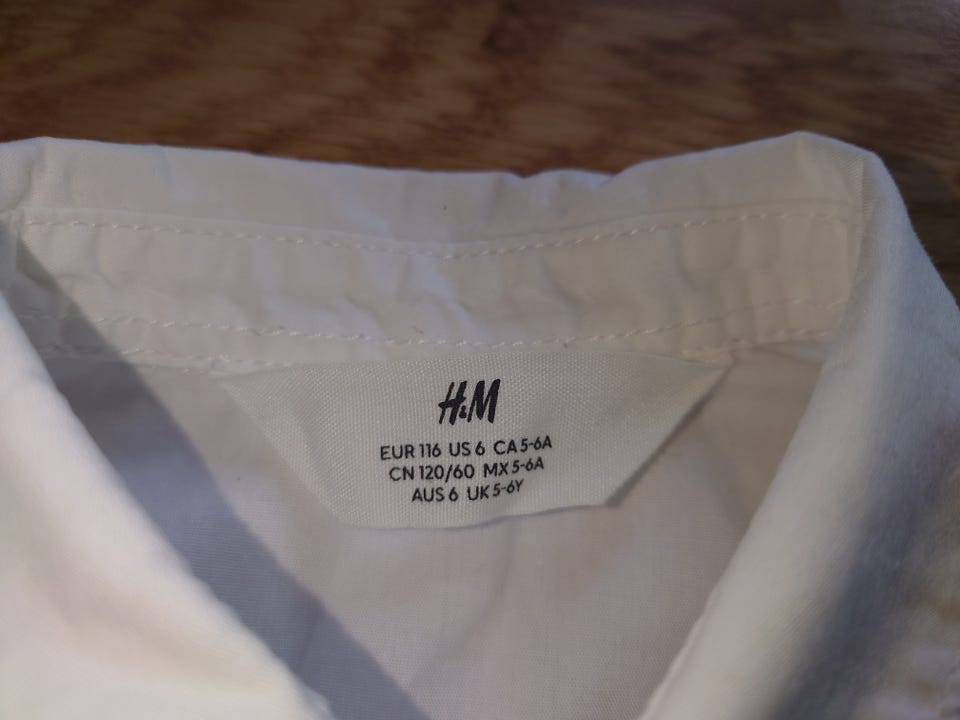 H&M
EUR 116 US 6 CA 5-6A
CN 120/60 MX 5-6A
AUS 6 UK 5-6Y